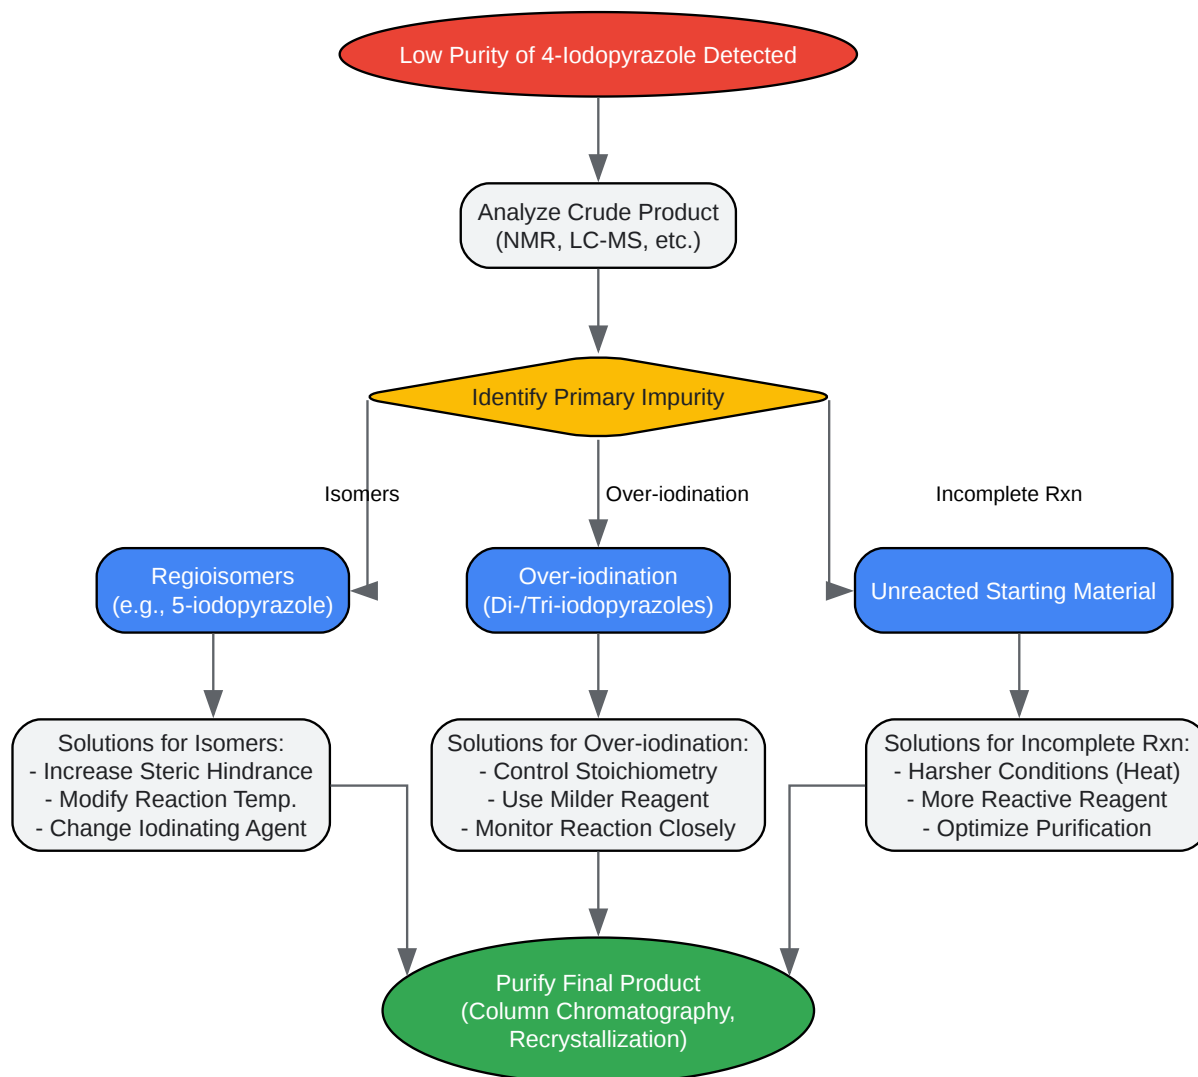 Low Purity of 4-Iodopyrazole Detected
Analyze Crude Product
(NMR, LC-MS, etc.)
Identify Primary Impurity
Isomers
Over-iodination
Incomplete Rxn
Regioisomers
(e.g., 5-iodopyrazole)
Over-iodination
(Di-/Tri-iodopyrazoles)
Unreacted Starting Material
Solutions for Isomers:
- Increase Steric Hindrance
- Modify Reaction Temp.
- Change Iodinating Agent
Solutions for Over-iodination:
- Control Stoichiometry
- Use Milder Reagent
- Monitor Reaction Closely
Solutions for Incomplete Rxn:
- Harsher Conditions (Heat)
- More Reactive Reagent
- Optimize Purification
Purify Final Product
(Column Chromatography,
Recrystallization)